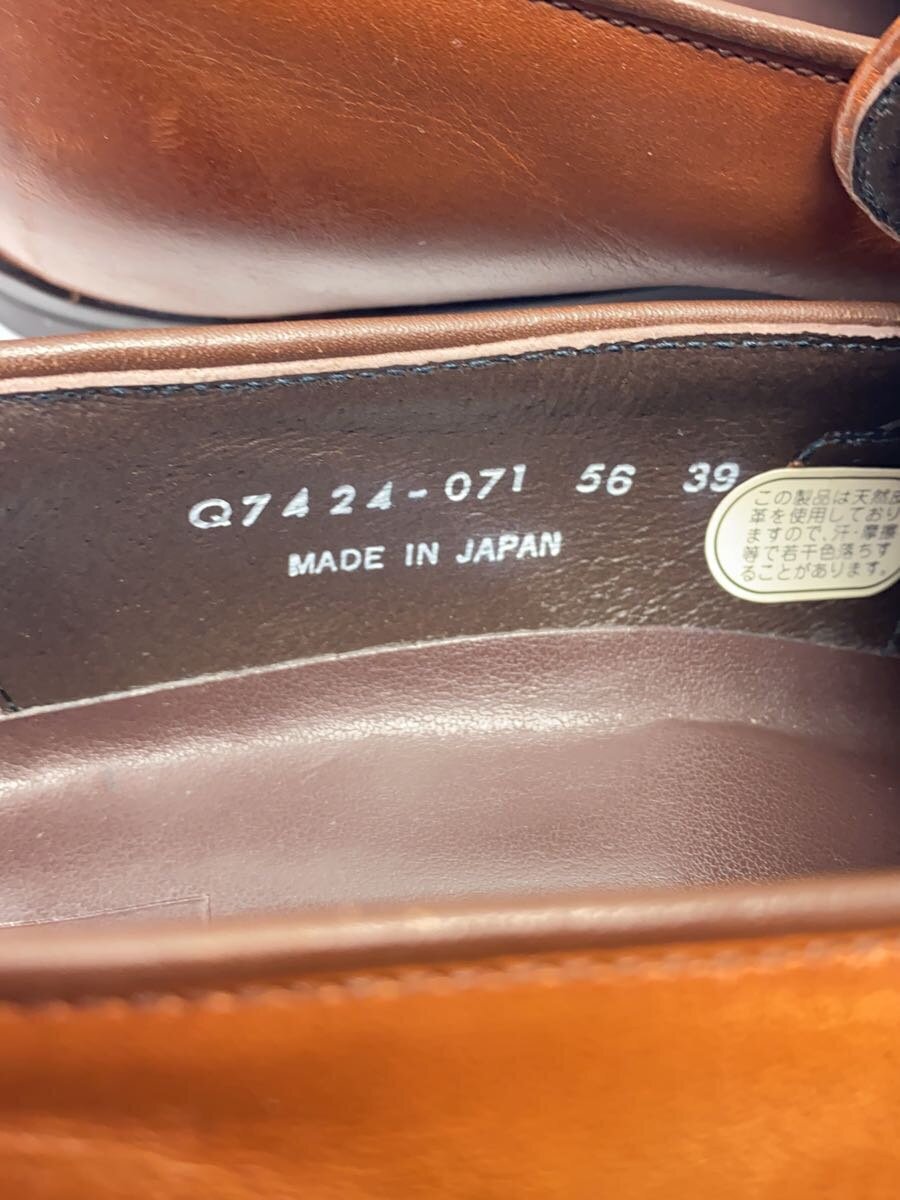 Q7424-071 56 39
MADE IN JAPAN
この製品は天然皮
革を使用しており
ますので、汗・摩擦
等で若干色落ちす
ることがあります。